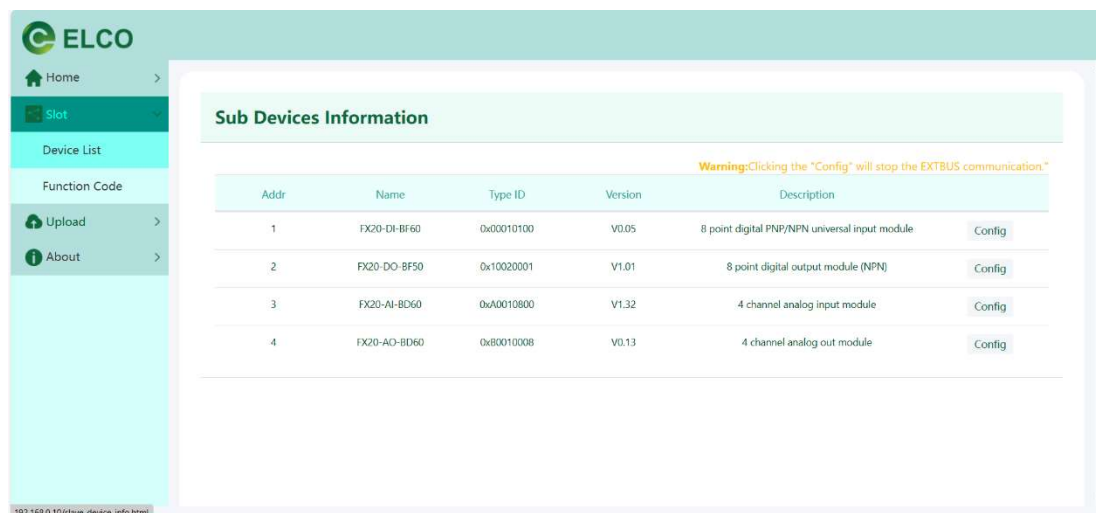 ELCO
Home
Slot
Device List
Function Code
Upload
About
Sub Devices Information
Warning:Clicking the "Config" will stop the EXTBUS communication."
Addr Name Type ID Version Description
1 FX20-DI-BF60 0x00010100 V0.05 8 point digital PNP/NPN universal input module Config
2 FX20-DO-BF50 0x10020001 V1.01 8 point digital output module (NPN) Config
3 FX20-AI-BD60 0xA0010800 V1.32 4 channel analog input module Config
4 FX20-AO-BD60 0xB0010008 V0.13 4 channel analog out module Config
192.168.0.10/slave_device_info.html